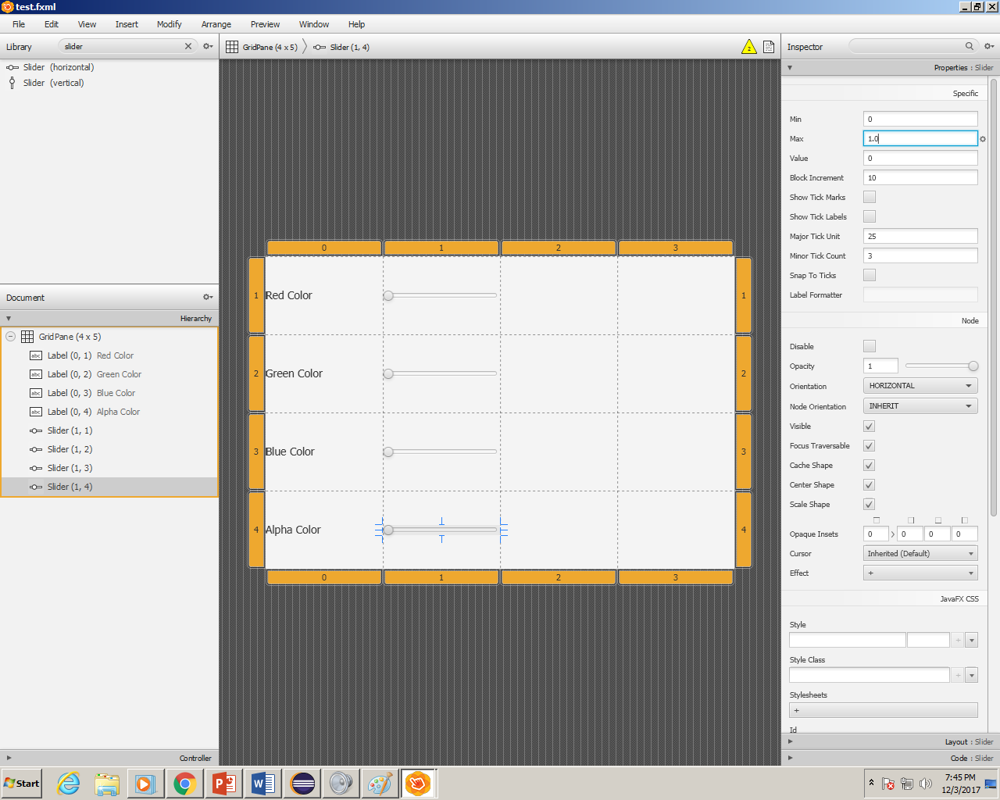 test.fxml
File Edit View Insert Modify Arrange Preview Window Help
Library
slider
Slider (horizontal)
Slider (vertical)
Document
Hierarchy
GridPane (4 x 5)
abc Label (0, 1) Red Color
abc Label (0, 2) Green Color
abc Label (0, 3) Blue Color
abc Label (0, 4) Alpha Color
Slider (1, 1)
Slider (1, 2)
Slider (1, 3)
Slider (1, 4)
Controller
GridPane (4 x 5) Slider (1, 4)
2
0 1 2 3
1 Red Color 1
2 Green Color 2
3 Blue Color 3
4 Alpha Color 4
0 1 2 3
Inspector
Properties : Slider
Specific
Min 0
Max 1.0
Value 0
Block Increment 10
Show Tick Marks
Show Tick Labels
Major Tick Unit 25
Minor Tick Count 3
Snap To Ticks
Label Formatter
Node
Disable
Opacity 1
Orientation HORIZONTAL
Node Orientation INHERIT
Visible
Focus Traversable
Cache Shape
Center Shape
Scale Shape
Opaque Insets 0 > 0 0 0
Cursor Inherited (Default)
Effect +
JavaFX CSS
Style
+
Style Class
+
Stylesheets
+
Id
Layout : Slider
Code : Slider
Start
7:45 PM
12/3/2017